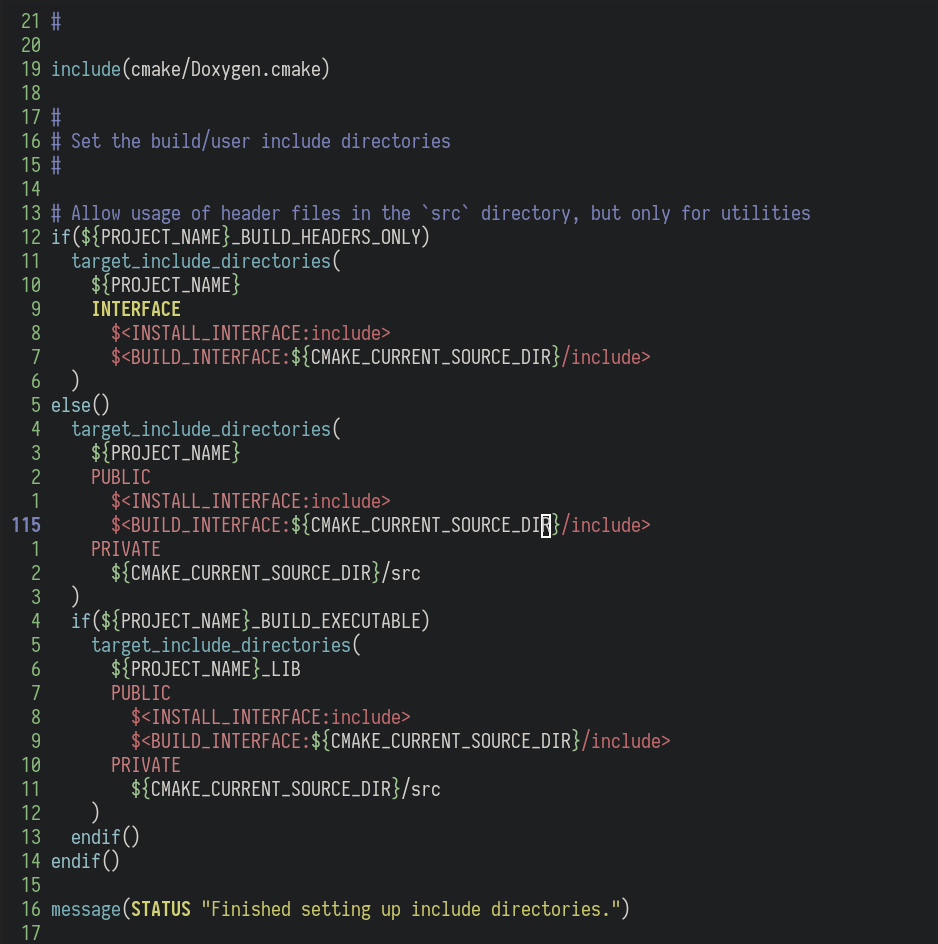 21 #
20
19 include(cmake/Doxygen.cmake)
18
17 #
16 # Set the build/user include directories
15 #
14
13 # Allow usage of header files in the `src` directory, but only for utilities
12 if(${PROJECT_NAME}_BUILD_HEADERS_ONLY)
11   target_include_directories(
10     ${PROJECT_NAME}
9     INTERFACE
8       $<INSTALL_INTERFACE:include>
7       $<BUILD_INTERFACE:${CMAKE_CURRENT_SOURCE_DIR}/include>
6   )
5 else()
4   target_include_directories(
3     ${PROJECT_NAME}
2     PUBLIC
1       $<INSTALL_INTERFACE:include>
115       $<BUILD_INTERFACE:${CMAKE_CURRENT_SOURCE_DIR}/include>
1     PRIVATE
2       ${CMAKE_CURRENT_SOURCE_DIR}/src
3   )
4   if(${PROJECT_NAME}_BUILD_EXECUTABLE)
5     target_include_directories(
6       ${PROJECT_NAME}_LIB
7       PUBLIC
8         $<INSTALL_INTERFACE:include>
9         $<BUILD_INTERFACE:${CMAKE_CURRENT_SOURCE_DIR}/include>
10       PRIVATE
11         ${CMAKE_CURRENT_SOURCE_DIR}/src
12     )
13   endif()
14 endif()
15
16 message(STATUS "Finished setting up include directories.")
17